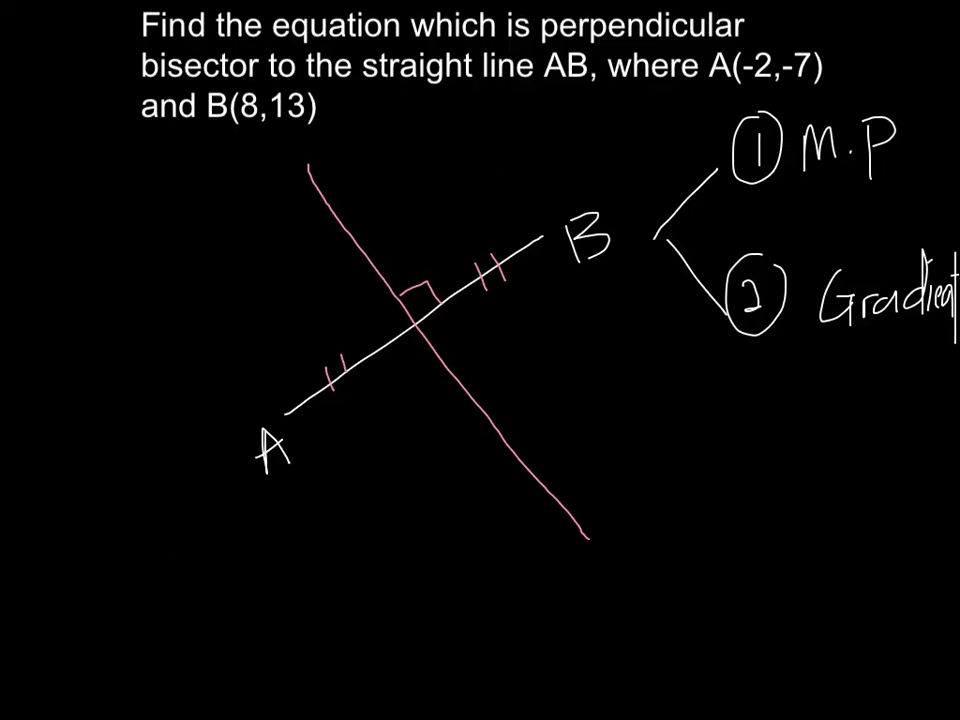 Find the equation which is perpendicular
bisector to the straight line AB, where A(-2,-7)
and B(8,13)
① M.P
B
② Gradient
A